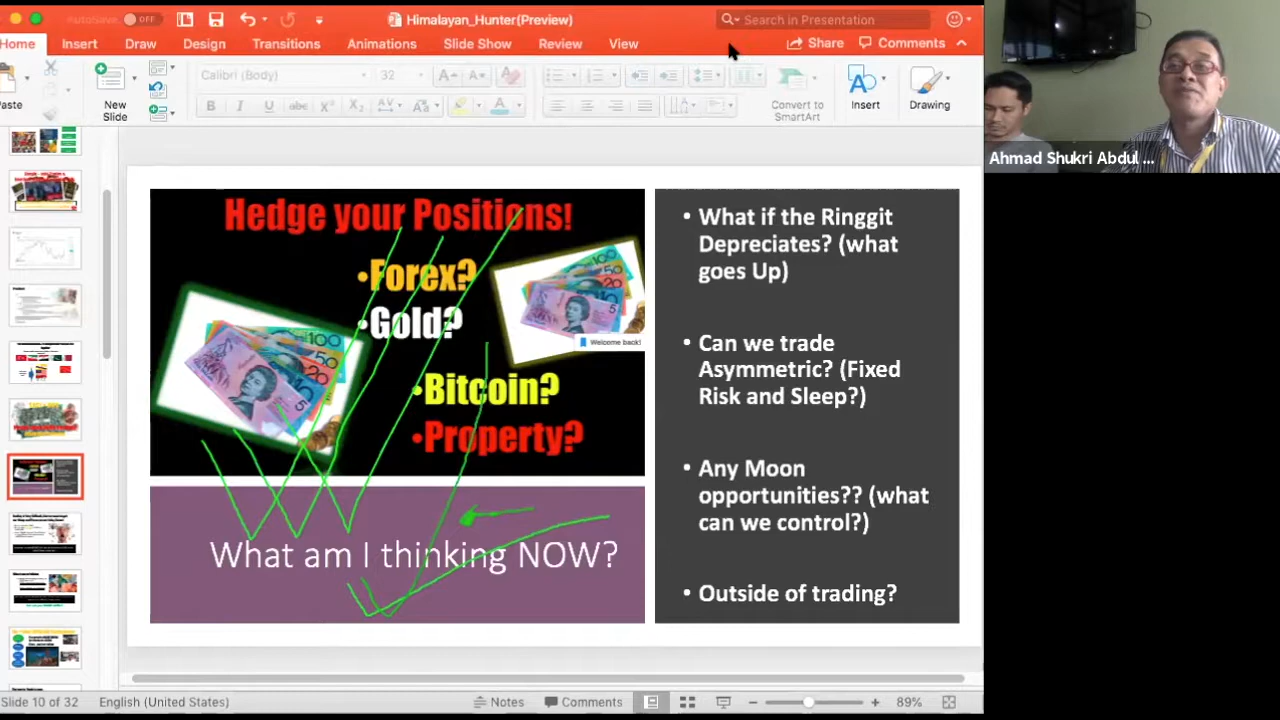 AutoSave OFF
Himalayan_Hunter(Preview)
Search in Presentation
Home Insert Draw Design Transitions Animations Slide Show Review View
Share Comments
Paste
New
Slide
Calibri (Body) 32
Convert to
SmartArt
Insert
Drawing
Hedge your Positions!
•Forex?
•Gold?
•Bitcoin?
•Property?
Welcome back!
What am I thinking NOW?
• What if the Ringgit
Depreciates? (what
goes Up)
• Can we trade
Asymmetric? (Fixed
Risk and Sleep?)
• Any Moon
opportunities?? (what
can we control?)
• Outside of trading?
Ahmad Shukri Abdul ...
Slide 10 of 32
English (United States)
Notes
Comments
89%